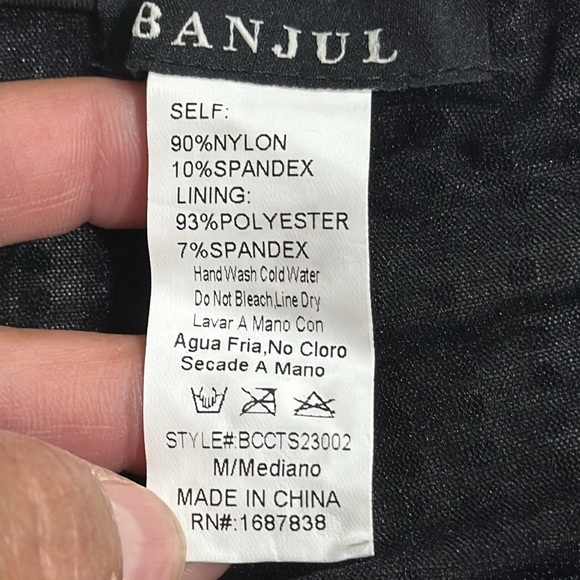 BANJUL
SELF:
90%NYLON
10%SPANDEX
LINING:
93%POLYESTER
7%SPANDEX
Hand Wash Cold Water
Do Not Bleach,Line Dry
Lavar A Mano Con
Agua Fria,No Cloro
Secade A Mano
STYLE#:BCCTS23002
M/Mediano
MADE IN CHINA
RN#:1687838